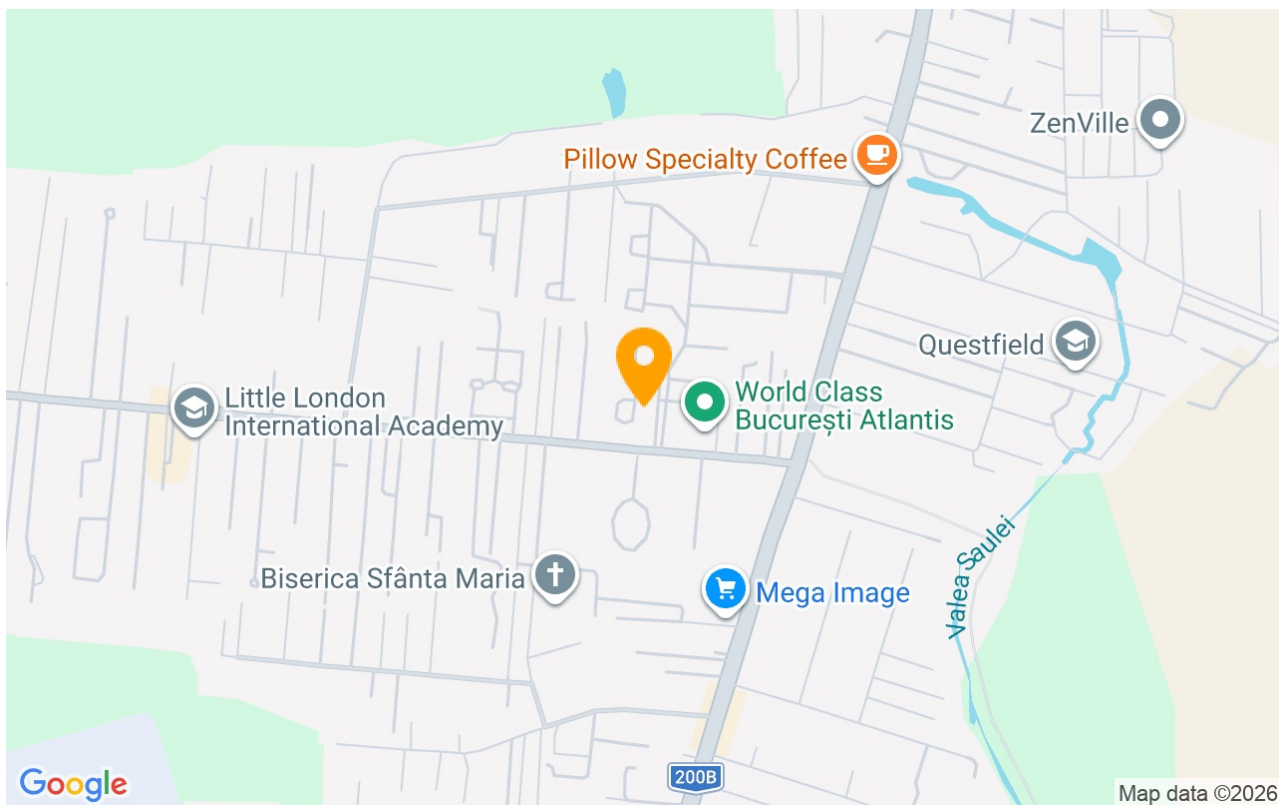 ZenVille
Pillow Specialty Coffee
Questfield
World Class
București Atlantis
Little London
International Academy
Valea Saulei
Biserica Sfânta Maria
Mega Image
200B
Google
Map data ©2026